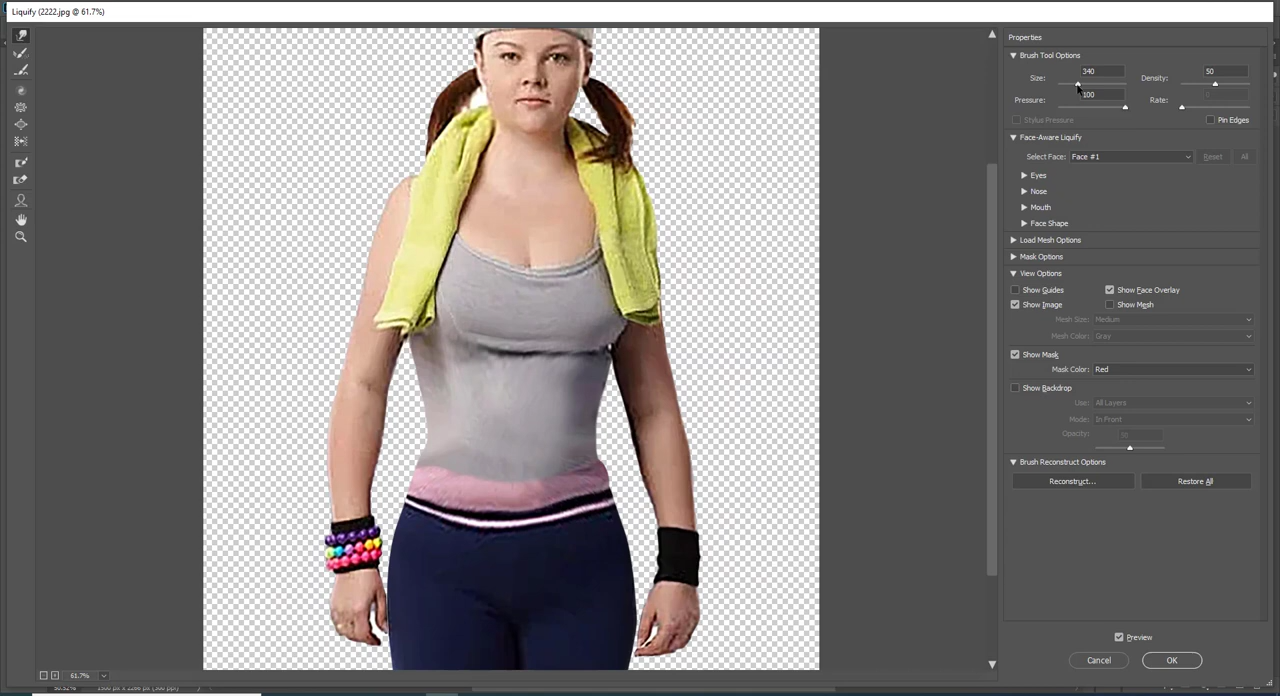 Liquify (2222.jpg @ 61.7%)
Properties
Brush Tool Options
Size: 340 Density: 50
Pressure: 100 Rate: 0
Stylus Pressure Pin Edges
Face-Aware Liquify
Select Face: Face #1 Reset All
Eyes
Nose
Mouth
Face Shape
Load Mesh Options
Mask Options
View Options
Show Guides Show Face Overlay
Show Image Show Mesh
Mesh Size: Medium
Mesh Color: Gray
Show Mask
Mask Color: Red
Show Backdrop
Use: All Layers
Mode: In Front
Opacity: 50
Brush Reconstruct Options
Reconstruct... Restore All
Preview
Cancel OK
61.7%